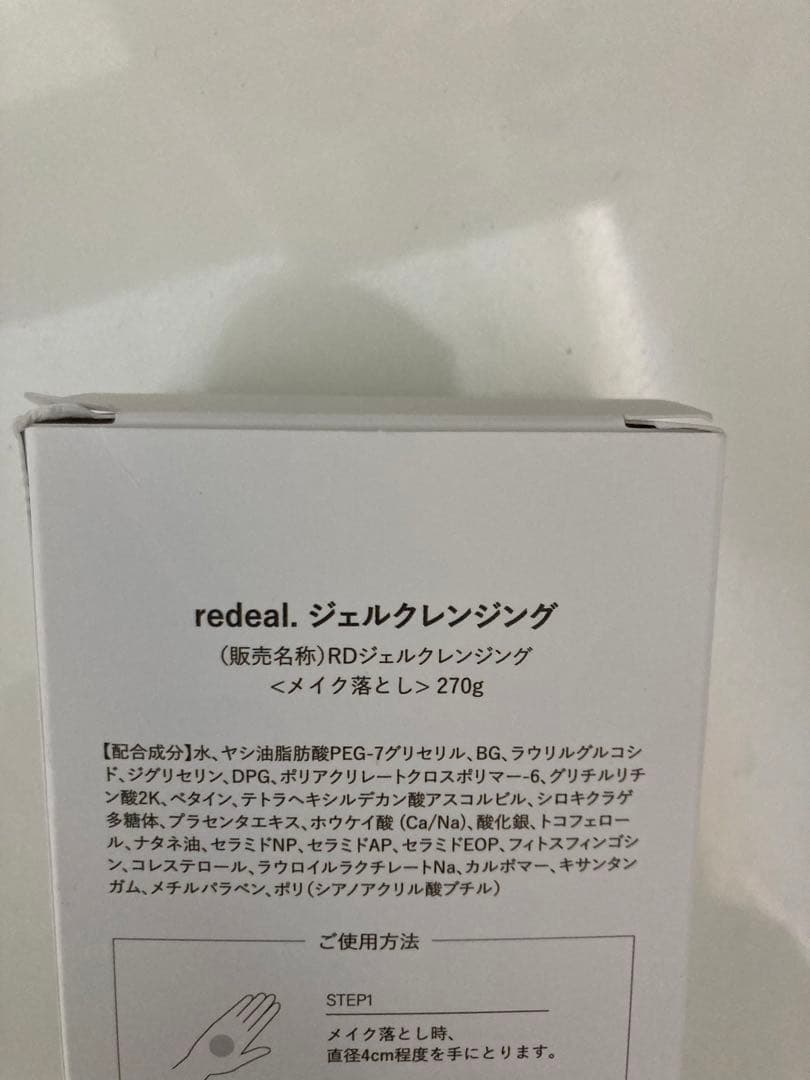 redeal. ジェルクレンジング
(販売名称)RDジェルクレンジング
<メイク落とし> 270g
【配合成分】水、ヤシ油脂肪酸PEG-7グリセリル、BG、ラウリルグルコシ
ド、ジグリセリン、DPG、ポリアクリレートクロスポリマー-6、グリチルリチ
ン酸2K、ベタイン、テトラヘキシルデカン酸アスコルビル、シロキクラゲ
多糖体、プラセンタエキス、ホウケイ酸 (Ca/Na)、酸化銀、トコフェロー
ル、ナタネ油、セラミドNP、セラミドAP、セラミドEOP、フィトスフィンゴシ
ン、コレステロール、ラウロイルラクチレートNa、カルボマー、キサンタン
ガム、メチルパラベン、ポリ(シアノアクリル酸ブチル)
ご使用方法
STEP1
メイク落とし時、
直径4cm程度を手にとります。